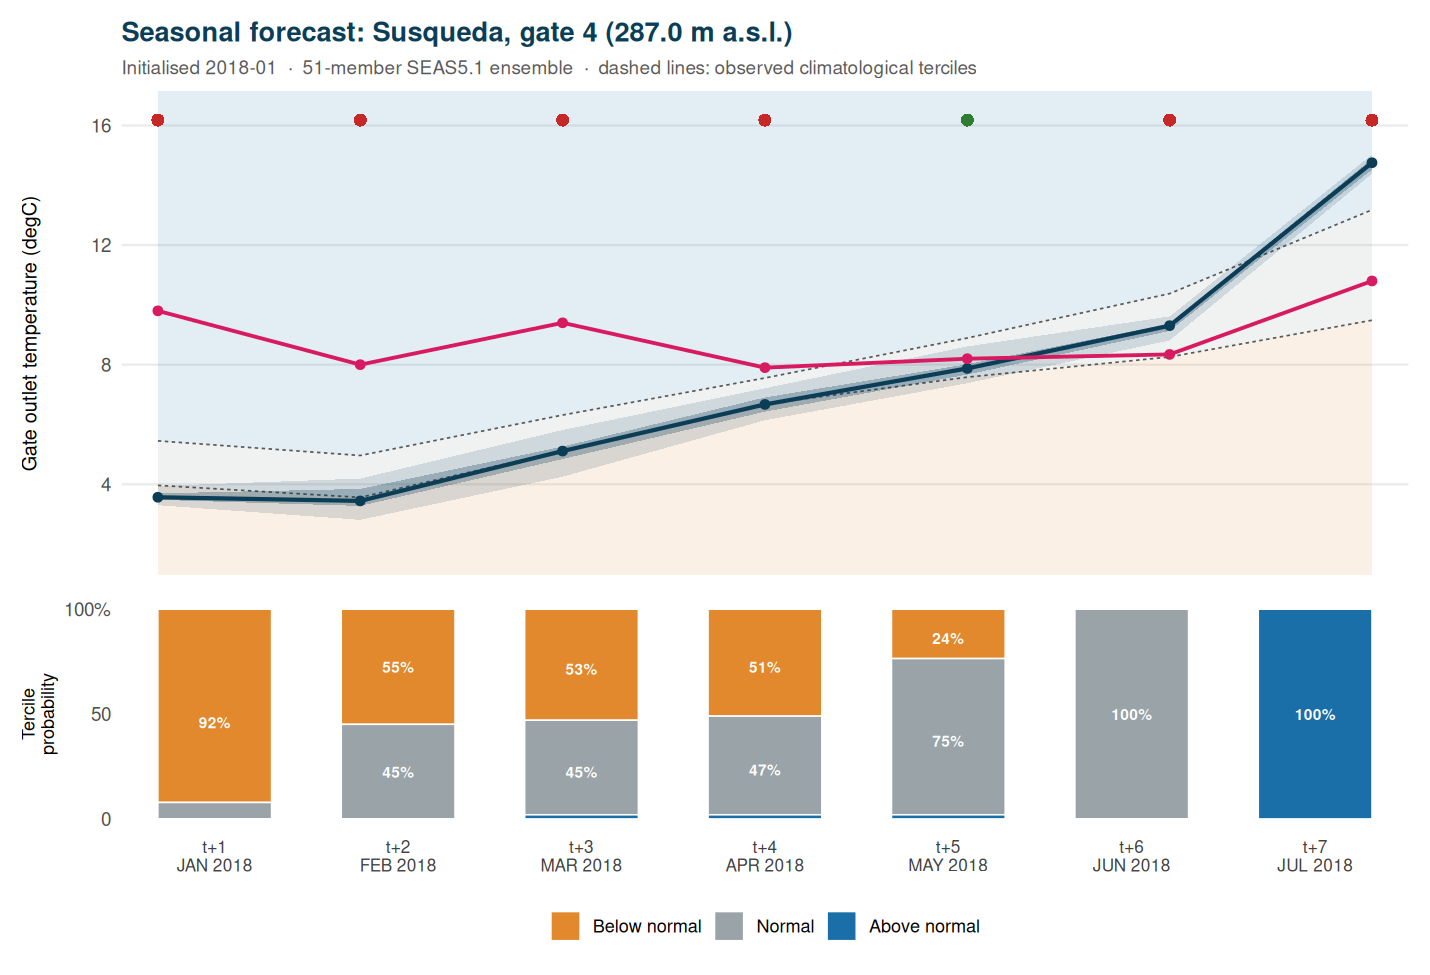 Seasonal forecast: Susqueda, gate 4 (287.0 m a.s.l.)
Initialised 2018-01 · 51-member SEAS5.1 ensemble · dashed lines: observed climatological terciles
Gate outlet temperature (degC)
16
12
8
4
Tercile
probability
100%
50
0
92%
55%
45%
53%
45%
51%
47%
24%
75%
100%
100%
t+1
JAN 2018
t+2
FEB 2018
t+3
MAR 2018
t+4
APR 2018
t+5
MAY 2018
t+6
JUN 2018
t+7
JUL 2018
Below normal
Normal
Above normal